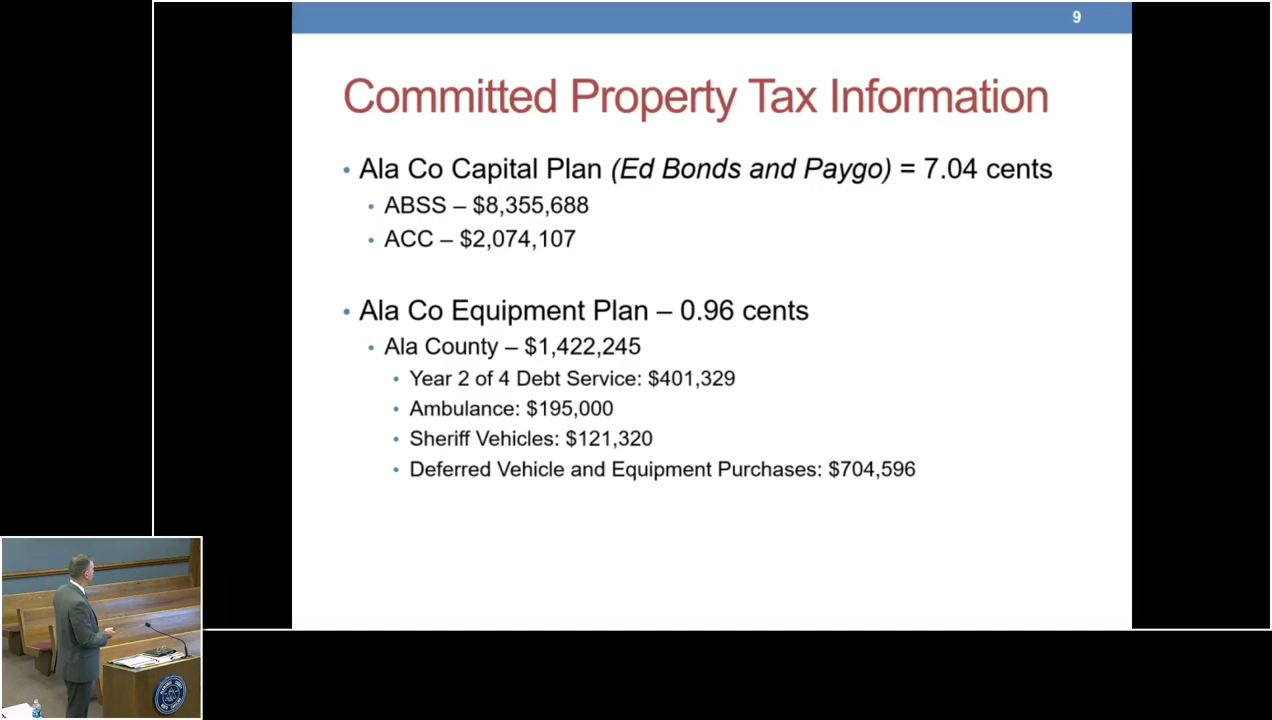 9
Committed Property Tax Information
• Ala Co Capital Plan (Ed Bonds and Paygo) = 7.04 cents
• ABSS – $8,355,688
• ACC – $2,074,107
• Ala Co Equipment Plan – 0.96 cents
• Ala County – $1,422,245
• Year 2 of 4 Debt Service: $401,329
• Ambulance: $195,000
• Sheriff Vehicles: $121,320
• Deferred Vehicle and Equipment Purchases: $704,596